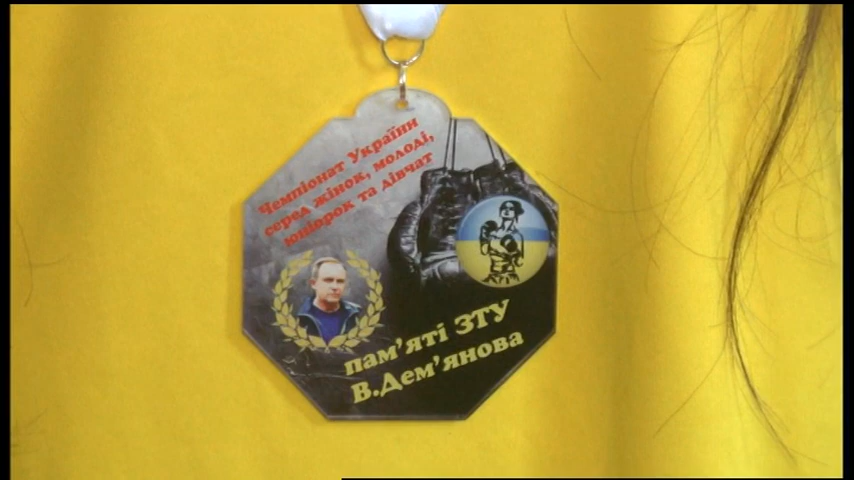 Чемпіонат України
серед жінок, молоді,
юніорок та дівчат
пам'яті ЗТУ
В.Дем'янова